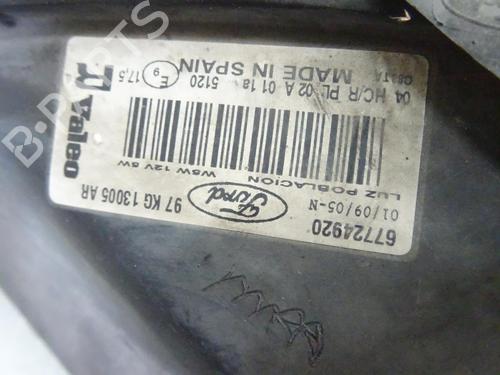 Valeo
04 HC/R PL 02 A 01 1a 5120
E9 17,5
MADE IN SPAIN
LUZ POBLACION W5W 12V 5W
01/09/05-N
Ford
67724920
97 KG 13005 AR
B-PARTS